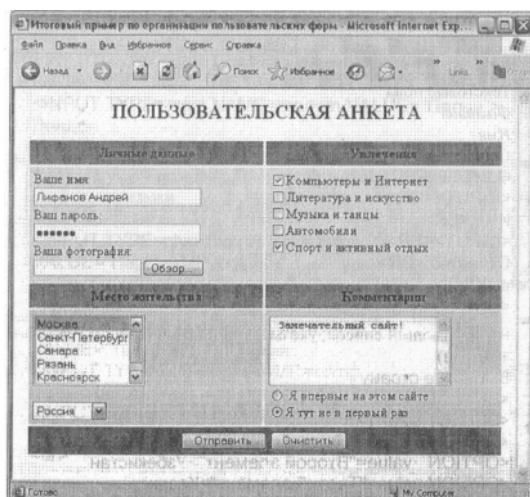 Итоговый пример по организации пользовательских форм - Microsoft Internet Exp...
Файл Правка Вид Избранное Сервис Справка
Назад Поиск Избранное Links
ПОЛЬЗОВАТЕЛЬСКАЯ АНКЕТА
Личные данные Увлечения
Ваше имя:
Лифанов Андрей
Ваш пароль:
••••••
Ваша фотография:
Обзор...
Компьютеры и Интернет
Литература и искусство
Музыка и танцы
Автомобили
Спорт и активный отдых
Место жительства Комментарии
Москва
Санкт-Петербург
Самара
Рязань
Красноярск
Россия
Замечательный сайт!
Я впервые на этом сайте
Я тут не в первый раз
Отправить Очистить
Готово My Computer